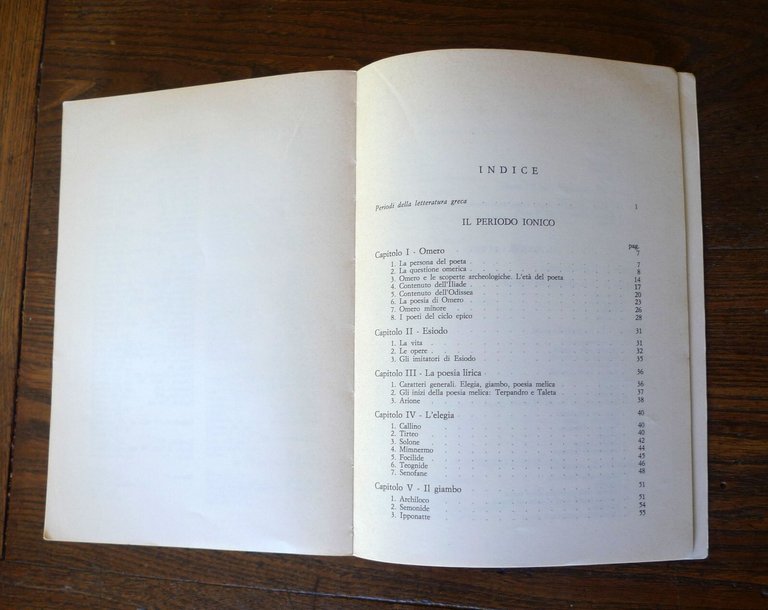 INDICE
Periodi della letteratura greca 1
IL PERIODO IONICO
pag.
Capitolo I - Omero 7
1. La persona del poeta 7
2. La questione omerica 8
3. Omero e le scoperte archeologiche. L'età del poeta 14
4. Contenuto dell'Iliade 17
5. Contenuto dell'Odissea 20
6. La poesia di Omero 23
7. Omero minore 26
8. I poeti del ciclo epico 28
Capitolo II - Esiodo 31
1. La vita 31
2. Le opere 32
3. Gli imitatori di Esiodo 35
Capitolo III - La poesia lirica 36
1. Caratteri generali. Elegia, giambo, poesia melica 36
2. Gli inizi della poesia melica: Terpandro e Taleta 37
3. Arione 38
Capitolo IV - L'elegia 40
1. Callino 40
2. Tirteo 40
3. Solone 42
4. Mimnermo 44
5. Focilide 45
6. Teognide 46
7. Senofane 48
Capitolo V - Il giambo 51
1. Archiloco 51
2. Semonide 54
3. Ipponatte 55